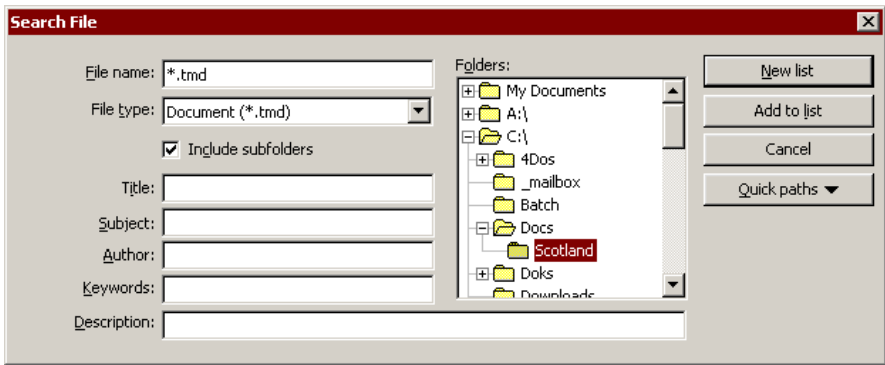 Search File
File name:
*.tmd
File type:
Document (*.tmd)
Include subfolders
Title:
Subject:
Author:
Keywords:
Description:
Folders:
My Documents
A:\
C:\
4Dos
_mailbox
Batch
Docs
Scotland
Doks
Downloads
New list
Add to list
Cancel
Quick paths